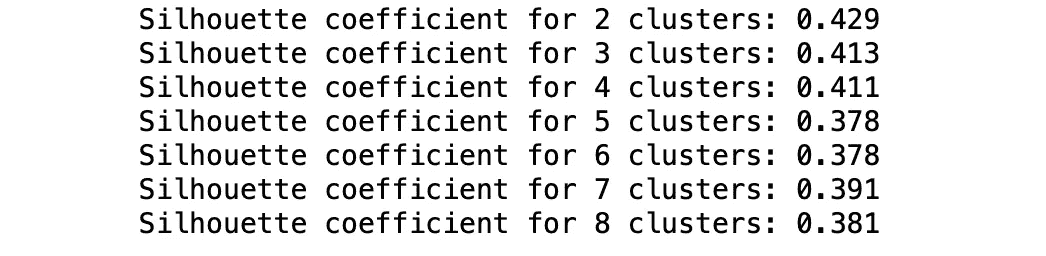 Silhouette coefficient for 2 clusters: 0.429
Silhouette coefficient for 3 clusters: 0.413
Silhouette coefficient for 4 clusters: 0.411
Silhouette coefficient for 5 clusters: 0.378
Silhouette coefficient for 6 clusters: 0.378
Silhouette coefficient for 7 clusters: 0.391
Silhouette coefficient for 8 clusters: 0.381